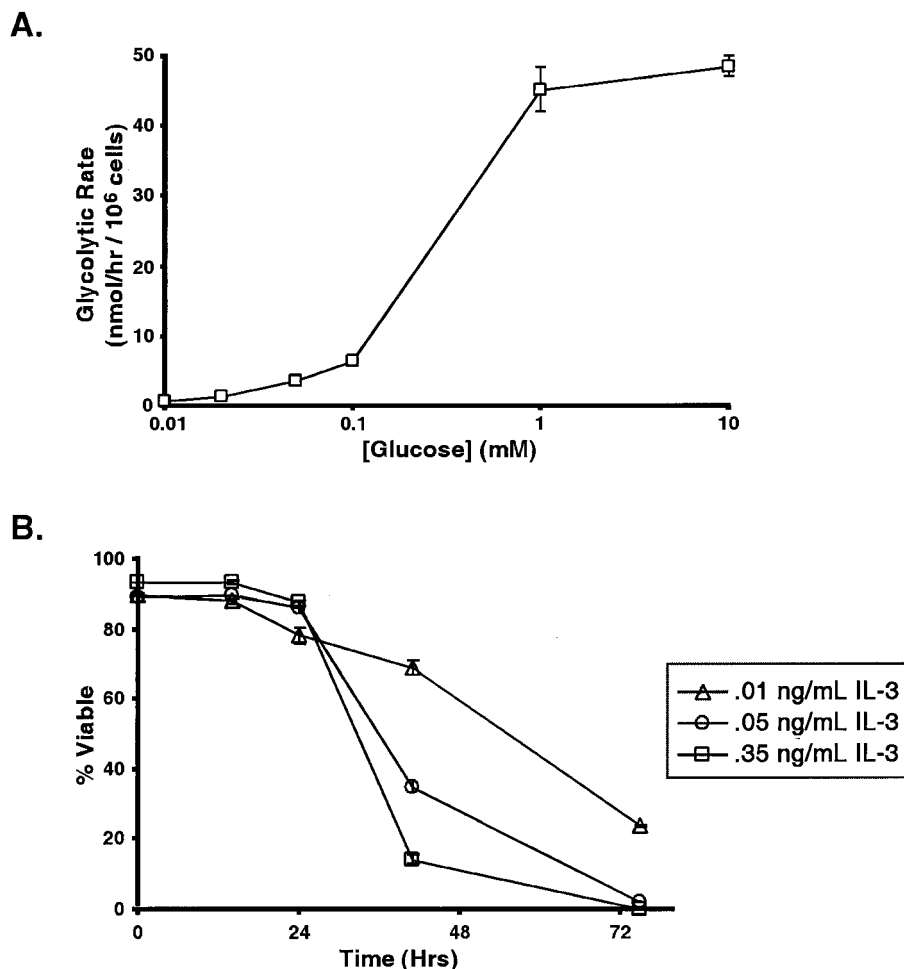 A.
50
40
30
20
10
0
Glycolytic Rate
(nmol/hr / 10⁶ cells)
0.01
0.1
1
10
[Glucose] (mM)
B.
100
80
60
40
20
0
% Viable
0
24
48
72
Time (Hrs)
.01 ng/mL IL-3
.05 ng/mL IL-3
.35 ng/mL IL-3